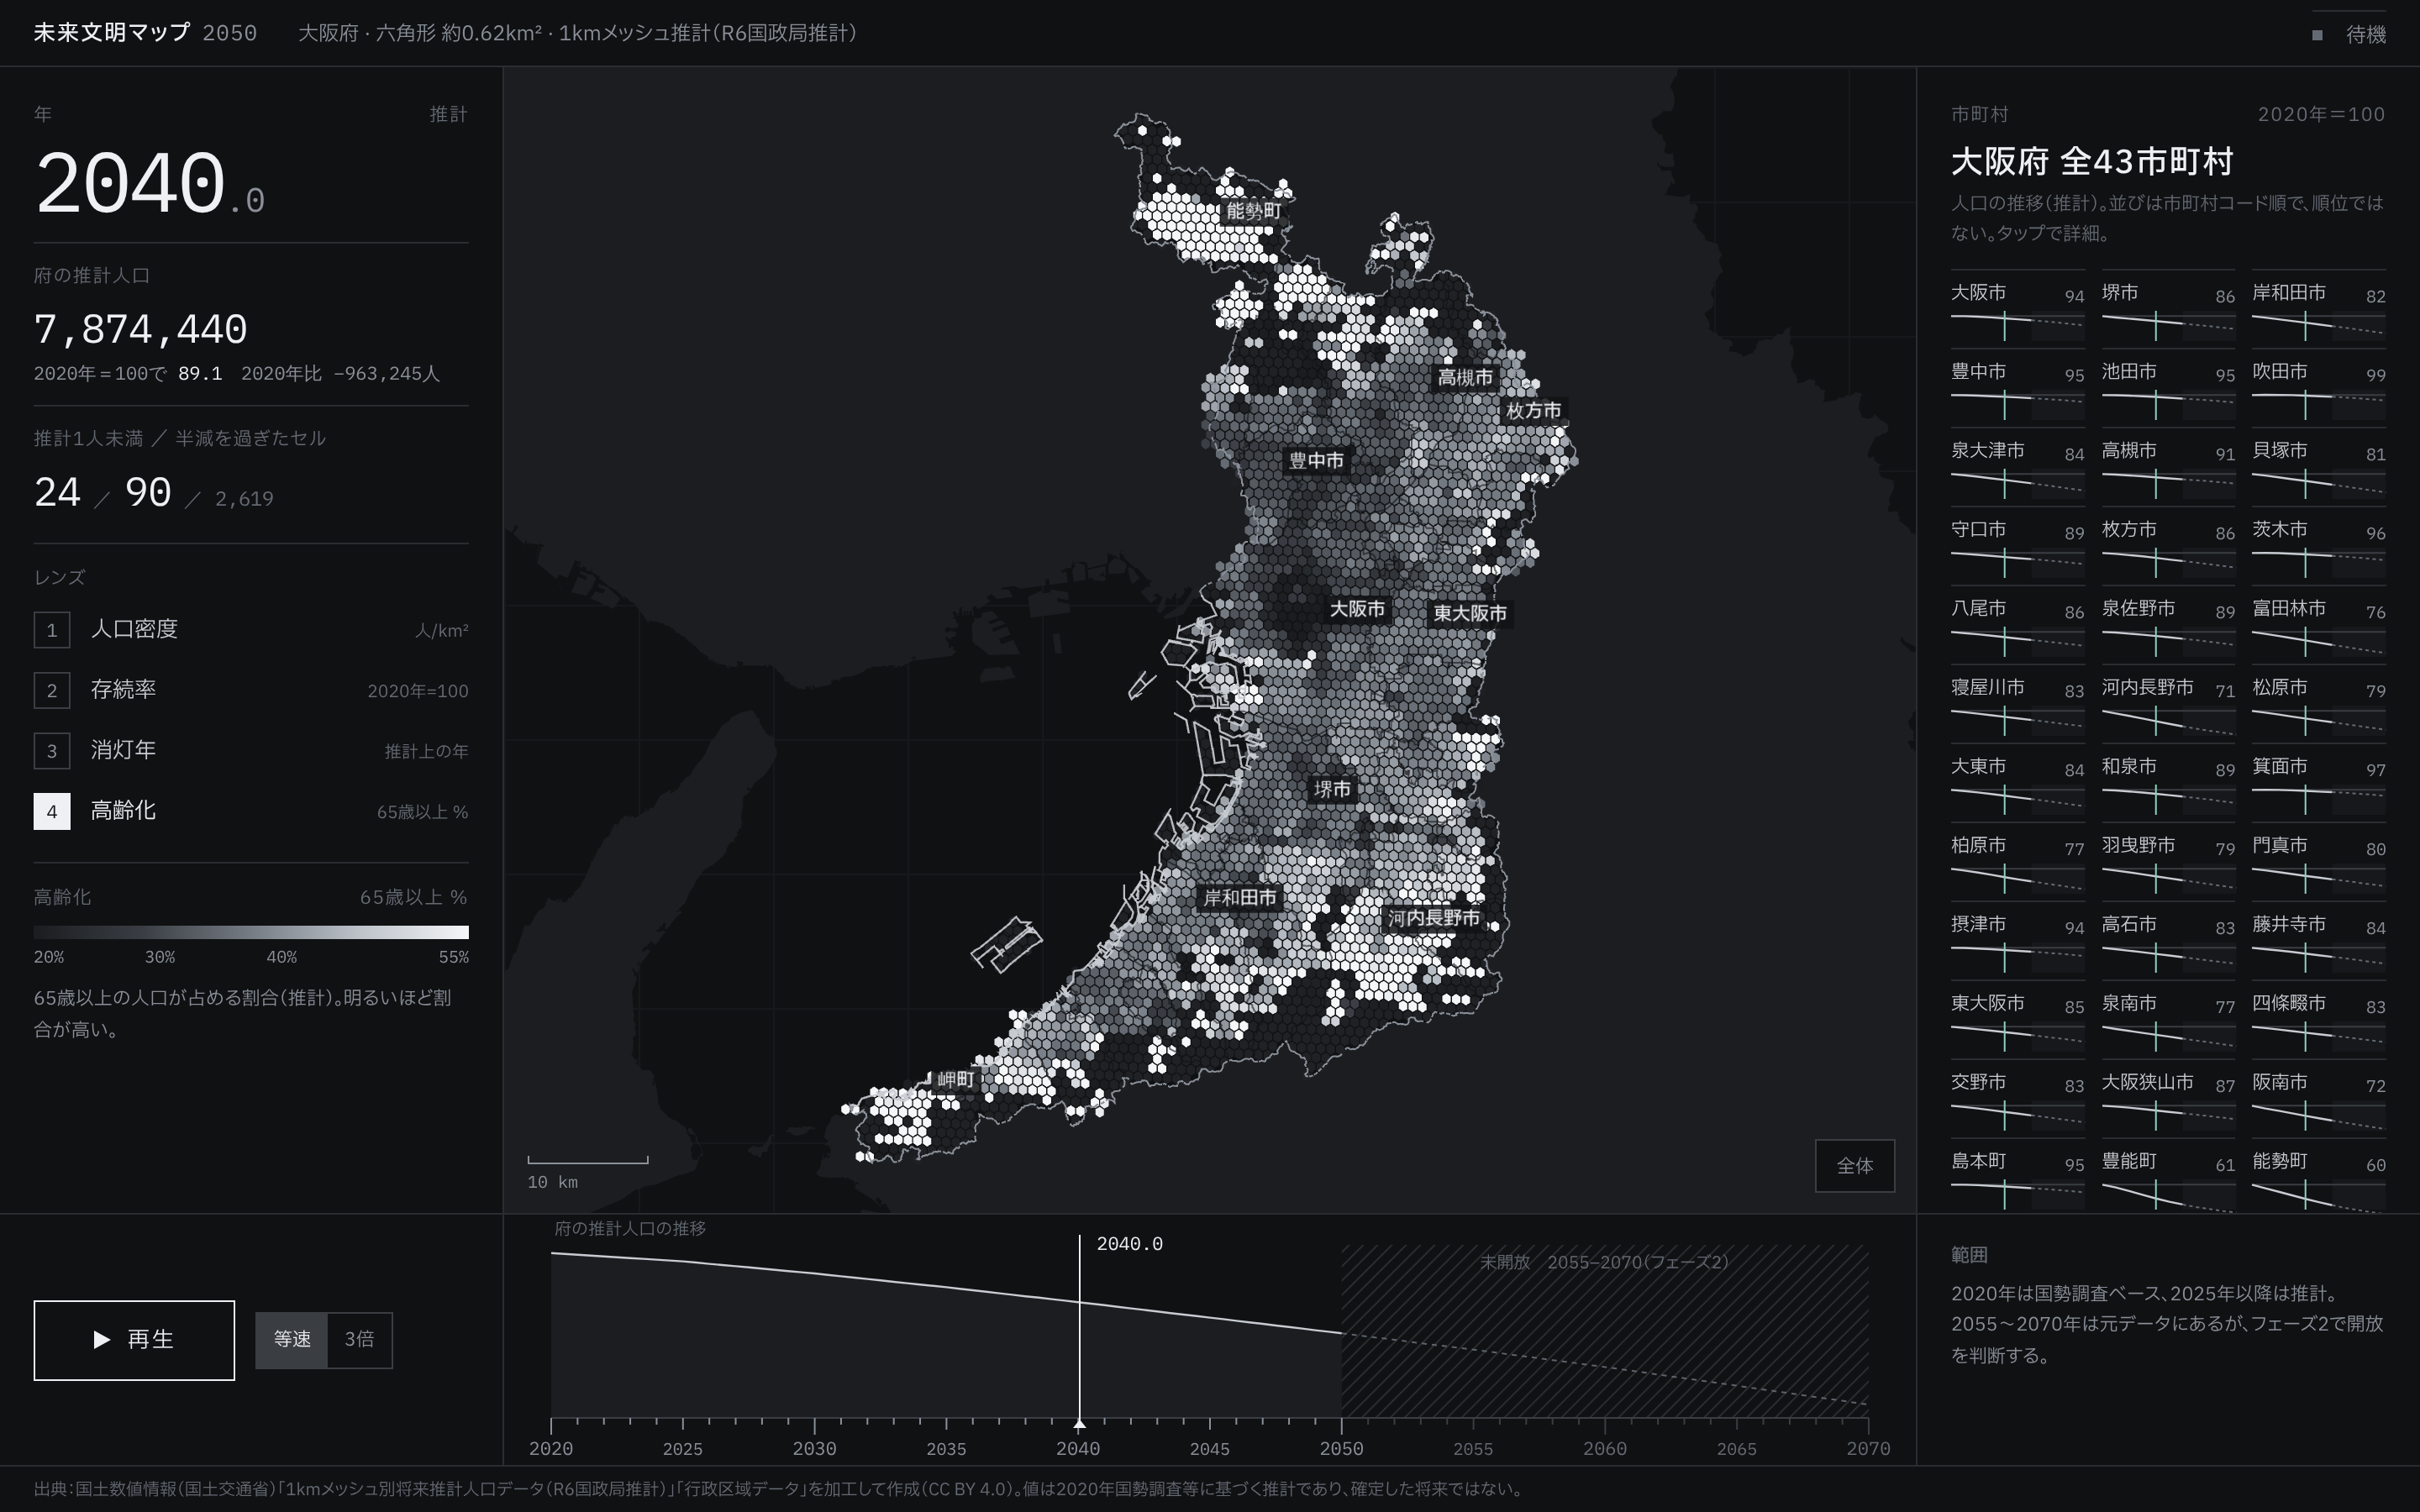 未来文明マップ 2050
大阪府 · 六角形 約0.62km² · 1kmメッシュ推計(R6国政局推計)
待機
年
推計
2040.0
府の推計人口
7,874,440
2020年=100で 89.1 2020年比 −963,245人
推計1人未満 / 半減を過ぎたセル
24 / 90 / 2,619
レンズ
1 人口密度 人/km²
2 存続率 2020年=100
3 消灯年 推計上の年
4 高齢化 65歳以上 %
高齢化 65歳以上 %
20% 30% 40% 55%
65歳以上の人口が占める割合(推計)。明るいほど割
合が高い。
能勢町
高槻市
枚方市
豊中市
大阪市
東大阪市
堺市
岸和田市
河内長野市
岬町
10 km
全体
市町村
2020年=100
大阪府 全43市町村
人口の推移(推計)。並びは市町村コード順で、順位では
ない。タップで詳細。
大阪市 94 堺市 86 岸和田市 82
豊中市 95 池田市 95 吹田市 99
泉大津市 84 高槻市 91 貝塚市 81
守口市 89 枚方市 86 茨木市 96
八尾市 86 泉佐野市 89 富田林市 76
寝屋川市 83 河内長野市 71 松原市 79
大東市 84 和泉市 89 箕面市 97
柏原市 77 羽曳野市 79 門真市 80
摂津市 94 高石市 83 藤井寺市 84
東大阪市 85 泉南市 77 四條畷市 83
交野市 83 大阪狭山市 87 阪南市 72
島本町 95 豊能町 61 能勢町 60
再生
等速 3倍
府の推計人口の推移
2040.0
未開放 2055–2070(フェーズ2)
2020 2025 2030 2035 2040 2045 2050 2055 2060 2065 2070
範囲
2020年は国勢調査ベース、2025年以降は推計。
2055〜2070年は元データにあるが、フェーズ2で開放
を判断する。
出典:国土数値情報(国土交通省)「1kmメッシュ別将来推計人口データ(R6国政局推計)」「行政区域データ」を加工して作成(CC BY 4.0)。値は2020年国勢調査等に基づく推計であり、確定した将来ではない。